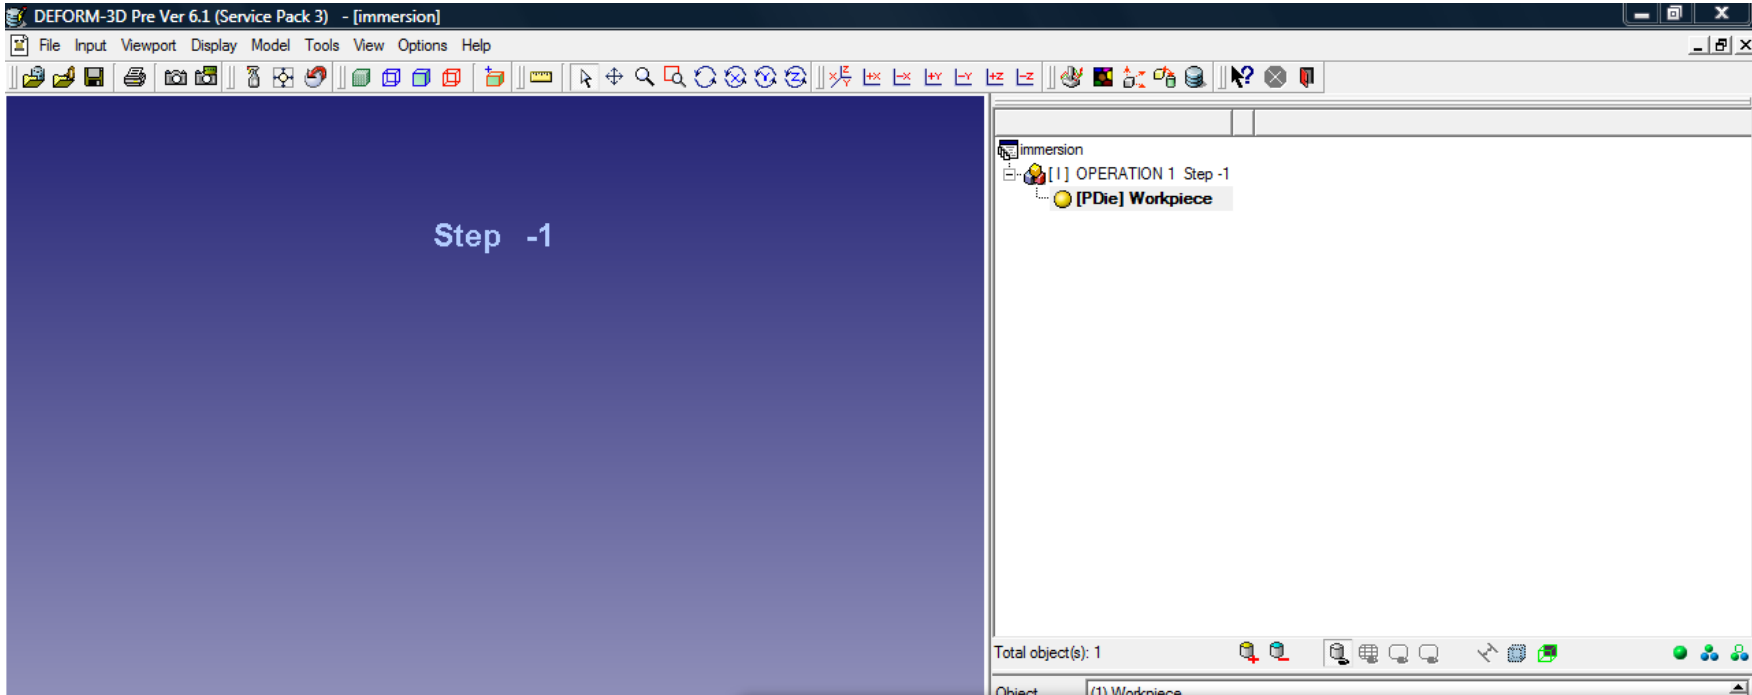 DEFORM-3D Pre Ver 6.1 (Service Pack 3) - [immersion]
File Input Viewport Display Model Tools View Options Help
Step -1
immersion
[ I ] OPERATION 1 Step -1
[PDie] Workpiece
Total object(s): 1
Object (1) Workpiece